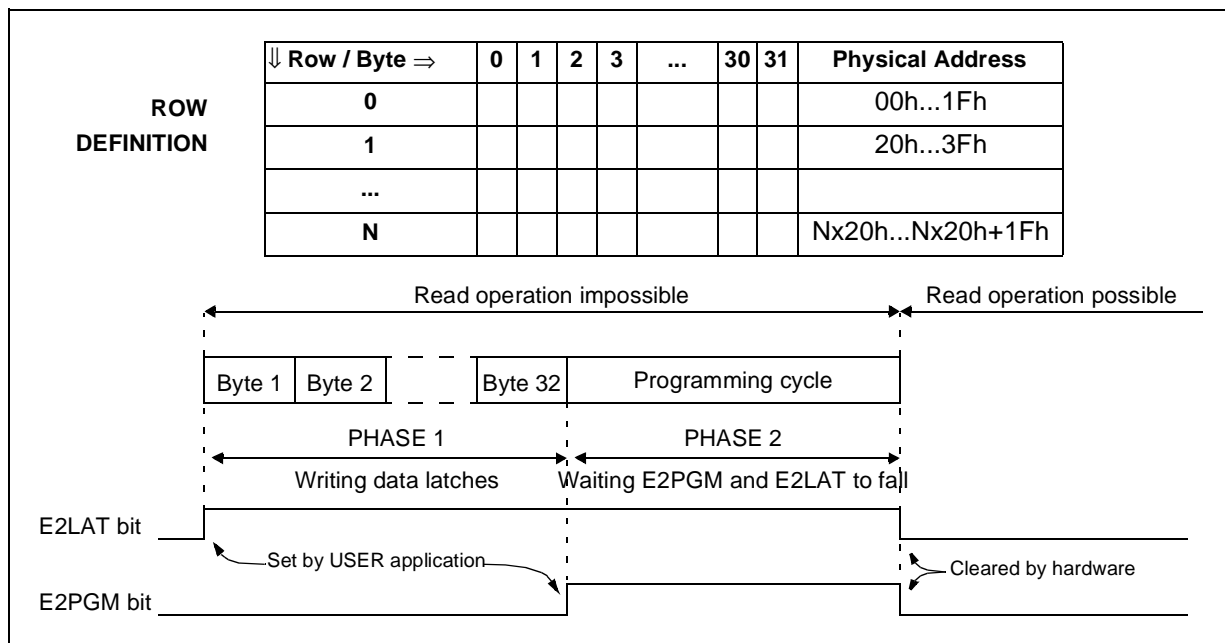 ⇓ Row / Byte ⇒ 0 1 2 3 ... 30 31 Physical Address
ROW DEFINITION
0 00h...1Fh
1 20h...3Fh
...
N Nx20h...Nx20h+1Fh
Read operation impossible Read operation possible
Byte 1 Byte 2 Byte 32 Programming cycle
PHASE 1 PHASE 2
Writing data latches Waiting E2PGM and E2LAT to fall
E2LAT bit
Set by USER application Cleared by hardware
E2PGM bit